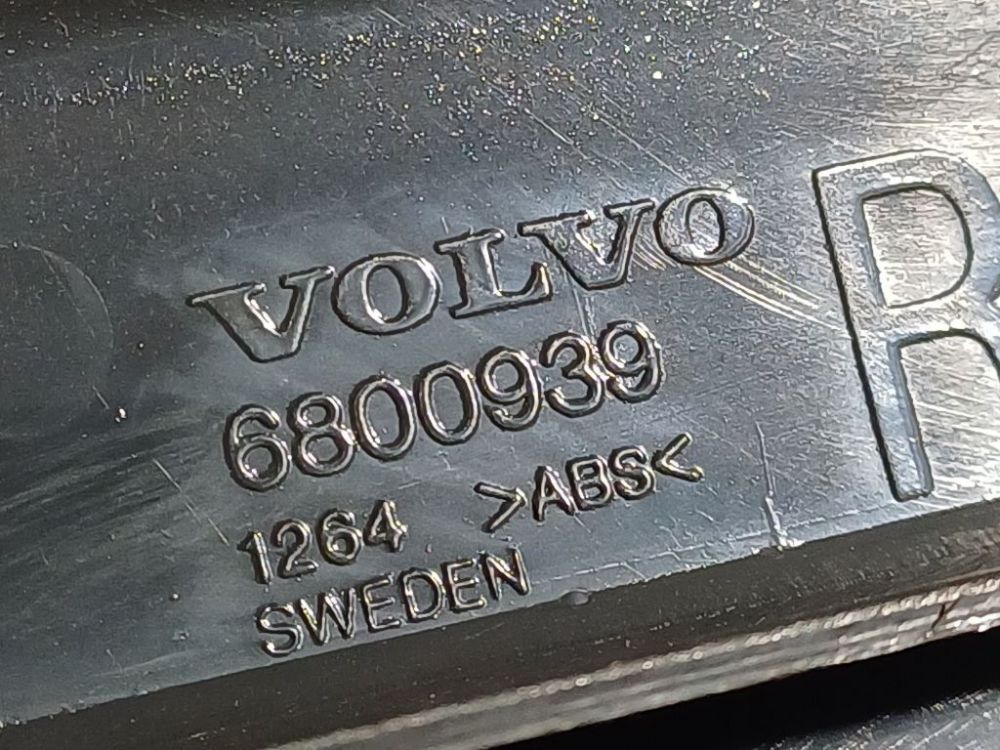 VOLVO
6800939
1264 >ABS<
SWEDEN
R